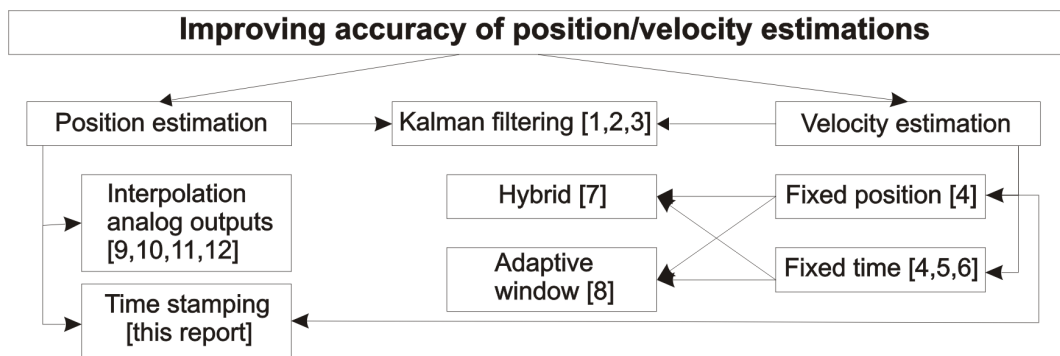 Improving accuracy of position/velocity estimations
Position estimation
Kalman filtering [1,2,3]
Velocity estimation
Interpolation
analog outputs
[9,10,11,12]
Hybrid [7]
Fixed position [4]
Adaptive
window [8]
Fixed time [4,5,6]
Time stamping
[this report]